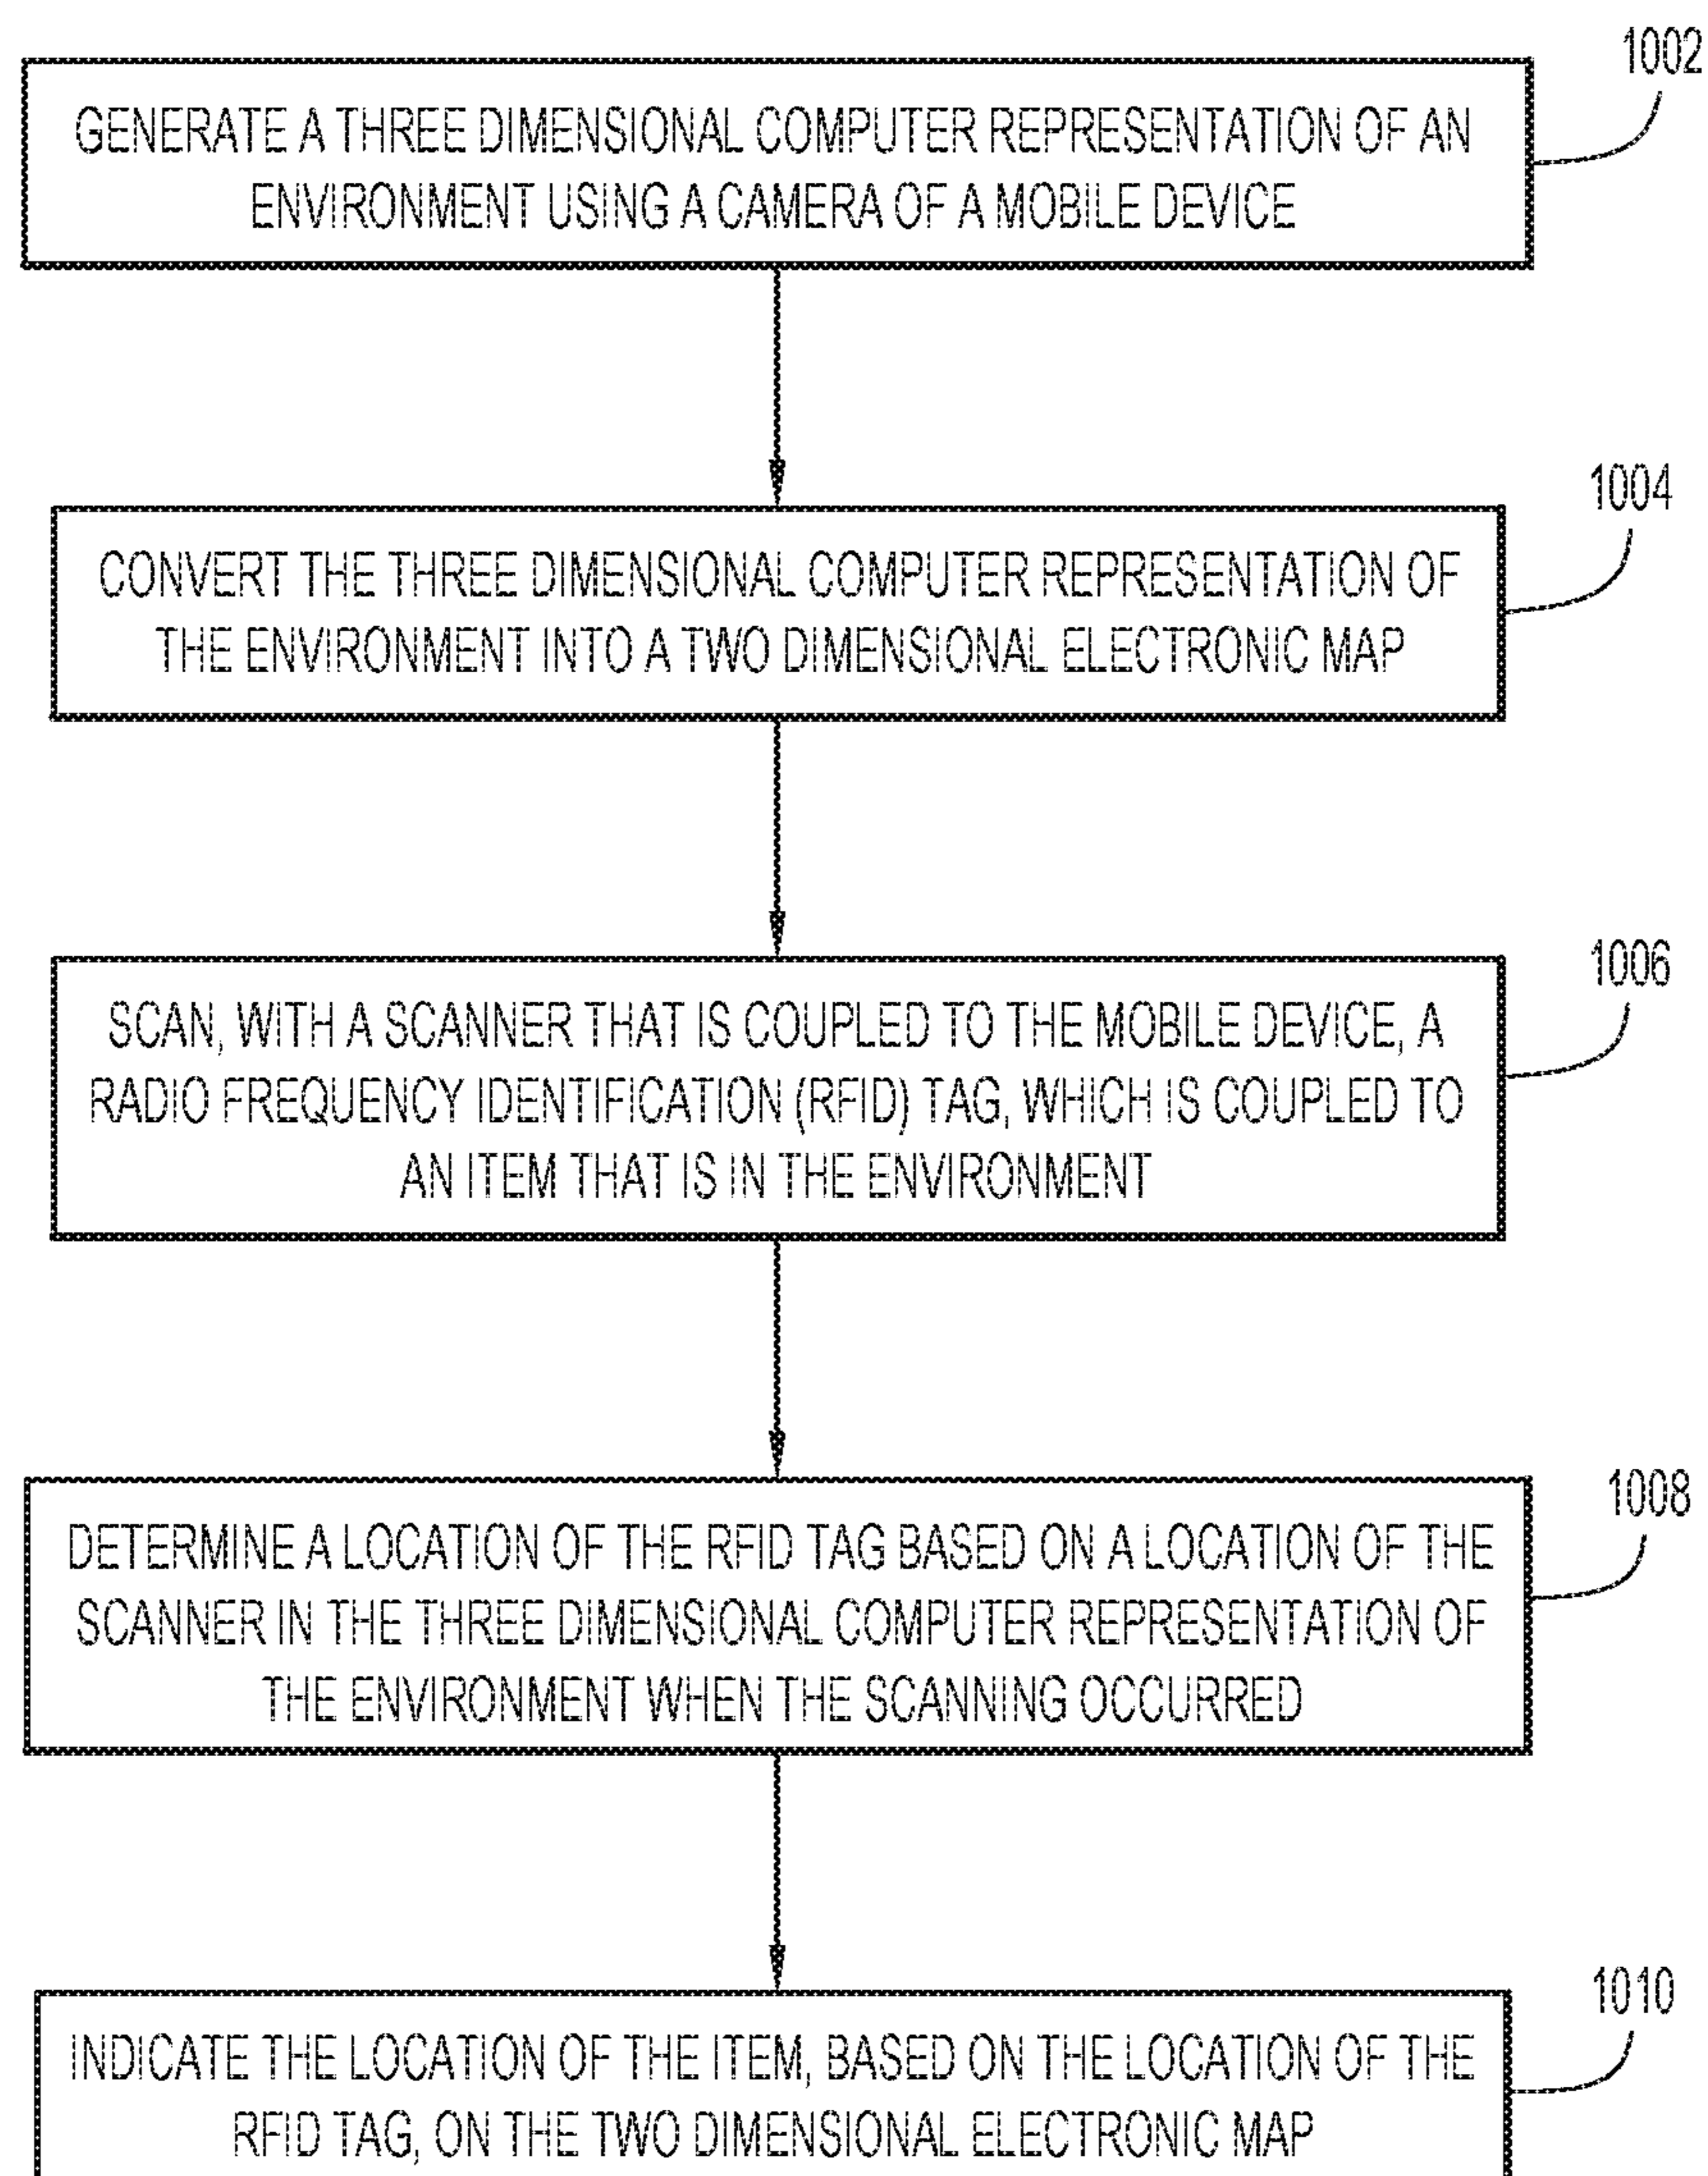 1002
GENERATE A THREE DIMENSIONAL COMPUTER REPRESENTATION OF AN
ENVIRONMENT USING A CAMERA OF A MOBILE DEVICE
1004
CONVERT THE THREE DIMENSIONAL COMPUTER REPRESENTATION OF
THE ENVIRONMENT INTO A TWO DIMENSIONAL ELECTRONIC MAP
1006
SCAN, WITH A SCANNER THAT IS COUPLED TO THE MOBILE DEVICE, A
RADIO FREQUENCY IDENTIFICATION (RFID) TAG, WHICH IS COUPLED TO
AN ITEM THAT IS IN THE ENVIRONMENT
1008
DETERMINE A LOCATION OF THE RFID TAG BASED ON A LOCATION OF THE
SCANNER IN THE THREE DIMENSIONAL COMPUTER REPRESENTATION OF
THE ENVIRONMENT WHEN THE SCANNING OCCURRED
1010
INDICATE THE LOCATION OF THE ITEM, BASED ON THE LOCATION OF THE
RFID TAG, ON THE TWO DIMENSIONAL ELECTRONIC MAP